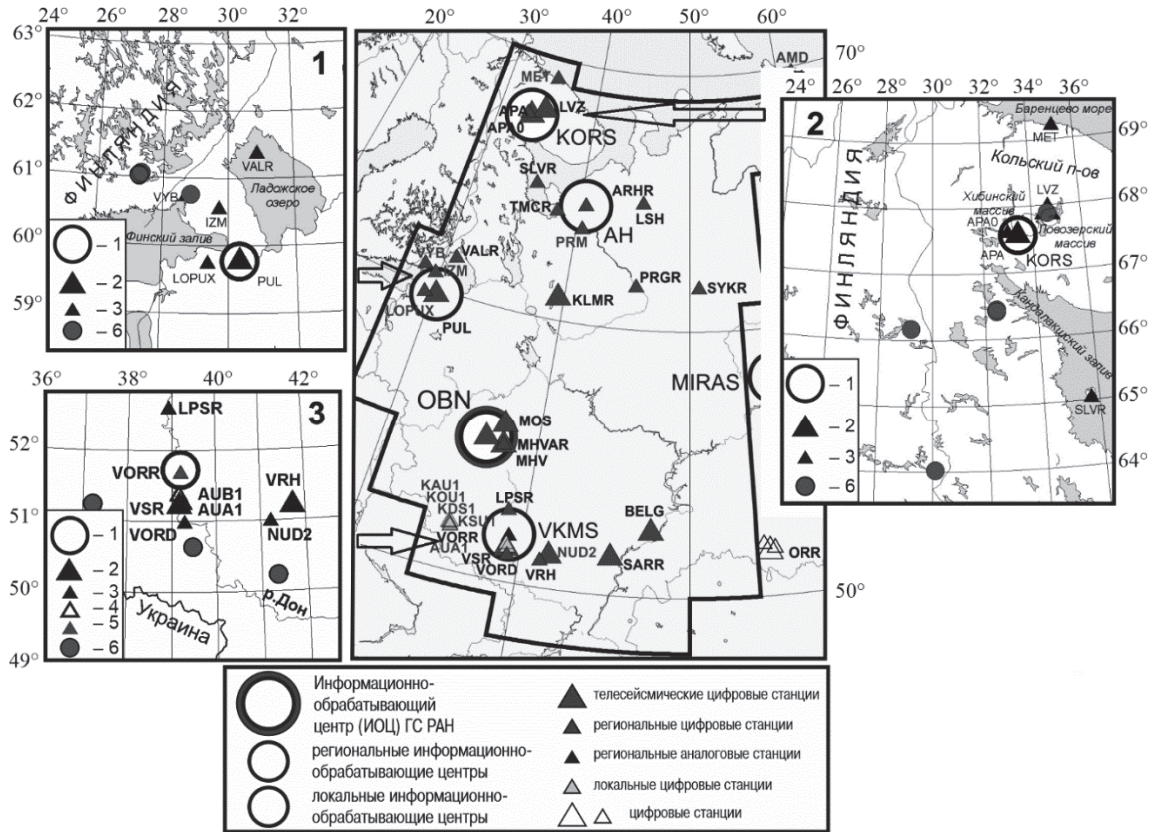 24° 26° 28° 30° 32°
63°
62°
61°
60°
59°
1
ФИНЛЯНДИЯ
VALR
Ладожское
озеро
VYB
IZM
Финский залив
LOPUX
PUL
– 1
– 2
– 3
– 6
20° 30° 40° 50° 60°
70°
50°
AMD
MET
LVZ
APA
APA0
KORS
SLVR
ARHR
TMCR
LSH
AH
PRM
VYB
VALR
IZM
PRGR
SYKR
KLMR
LOPUX
PUL
MIRAS
OBN
MOS
MHVAR
MHV
KAU1
KOU1
KDS1
KSU1
VORR
AUA1
LPSR
VKMS
BELG
VSR
VORD
NUD2
VRH
SARR
ORR
26° 28° 30° 32° 34° 35° 36°
69°
68°
67°
66°
65°
64°
2
Баренцево море
MET
Кольский п-ов
ФИНЛЯНДИЯ
LVZ
Хибинский
массив
APA0
Ловозерский
массив
APA
KORS
Кандалакшский залив
SLVR
– 1
– 2
– 3
– 6
36° 38° 40° 42°
52°
51°
50°
49°
3
LPSR
VORR
AUB1
VRH
VSR
AUA1
VORD
NUD2
– 1
– 2
– 3
– 4
– 5
– 6
р.Дон
Украина
Информационно-
обрабатывающий
центр (ИОЦ) ГС РАН
региональные информационно-
обрабатывающие центры
локальные информационно-
обрабатывающие центры
телесейсмические цифровые станции
региональные цифровые станции
региональные аналоговые станции
локальные цифровые станции
цифровые станции